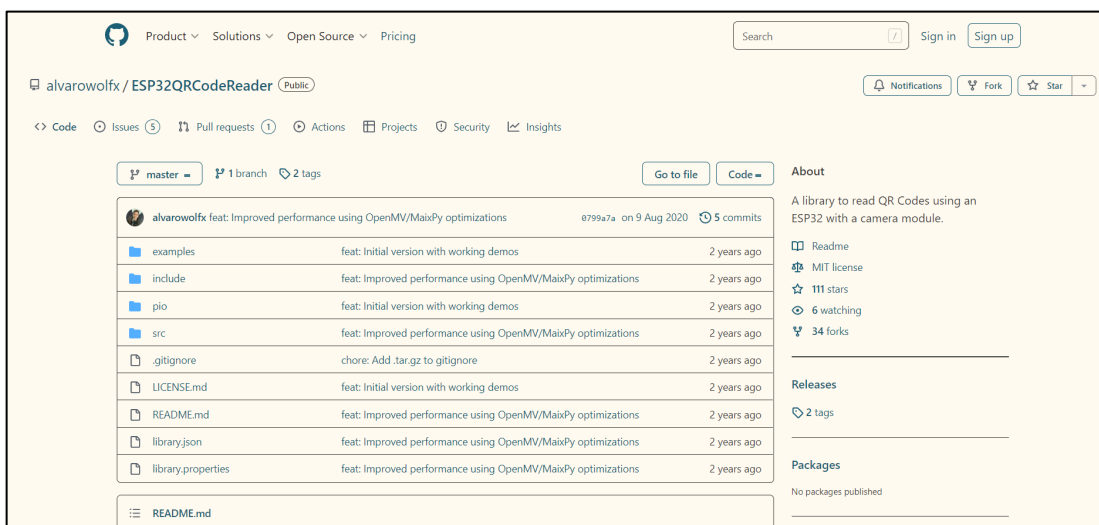 Product Solutions Open Source Pricing Search / Sign in Sign up
alvarowolfx / ESP32QRCodeReader Public Notifications Fork Star
Code Issues 5 Pull requests 1 Actions Projects Security Insights
master 1 branch 2 tags Go to file Code
alvarowolfx feat: Improved performance using OpenMV/MaixPy optimizations 0799a7a on 9 Aug 2020 5 commits
examples feat: Initial version with working demos 2 years ago
include feat: Improved performance using OpenMV/MaixPy optimizations 2 years ago
pio feat: Initial version with working demos 2 years ago
src feat: Improved performance using OpenMV/MaixPy optimizations 2 years ago
.gitignore chore: Add .tar.gz to gitignore 2 years ago
LICENSE.md feat: Initial version with working demos 2 years ago
README.md feat: Improved performance using OpenMV/MaixPy optimizations 2 years ago
library.json feat: Improved performance using OpenMV/MaixPy optimizations 2 years ago
library.properties feat: Improved performance using OpenMV/MaixPy optimizations 2 years ago
README.md
About
A library to read QR Codes using an
ESP32 with a camera module.
Readme
MIT license
111 stars
6 watching
34 forks
Releases
2 tags
Packages
No packages published